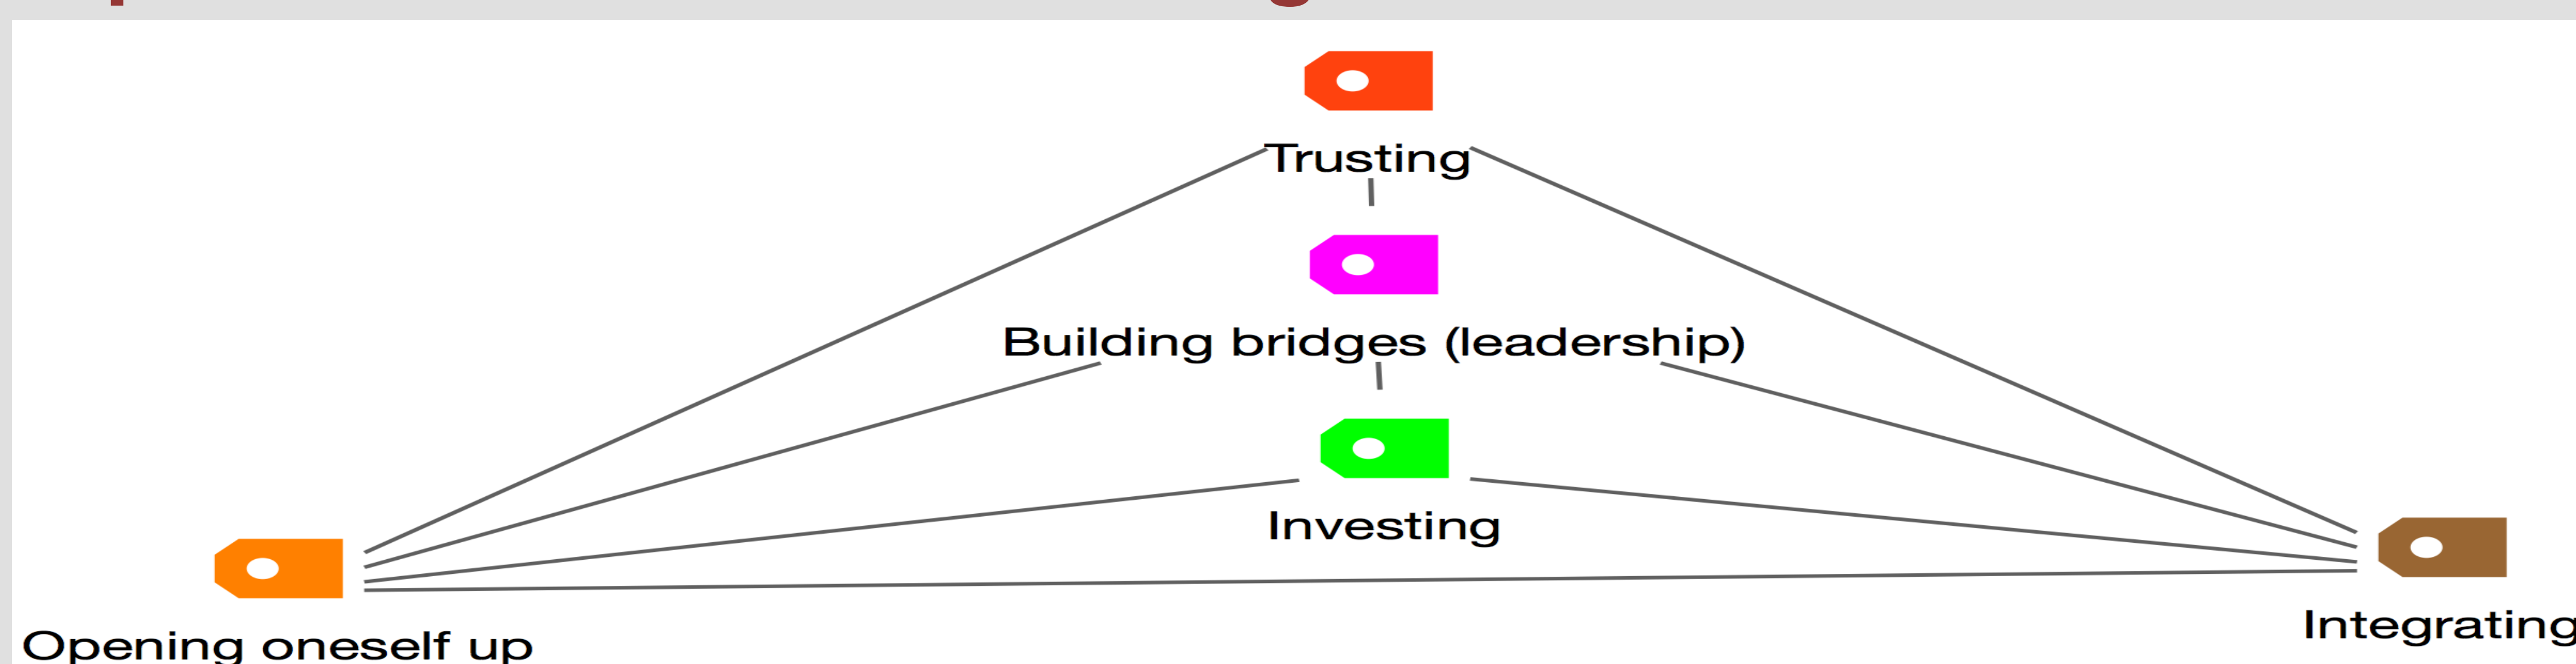 Trusting
Building bridges (leadership)
Investing
Opening oneself up
Integrating